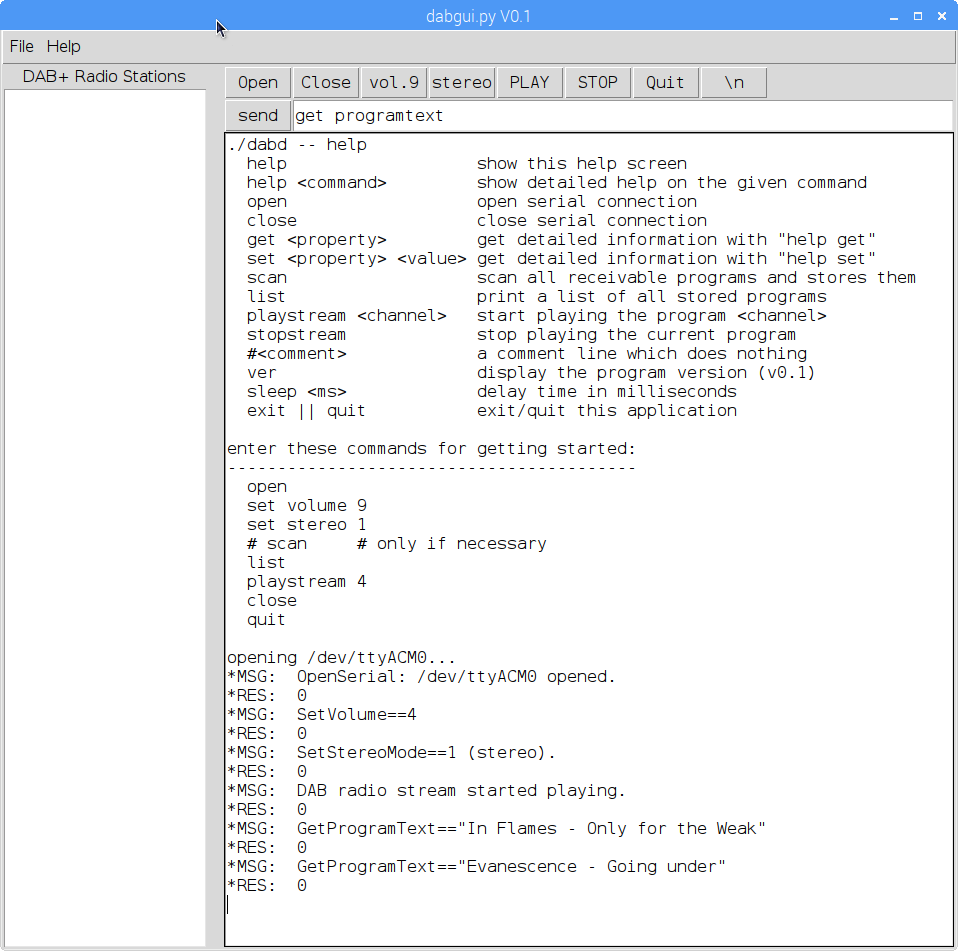 dabgui.py V0.1
File Help
DAB+ Radio Stations
Open Close vol.9 stereo PLAY STOP Quit \n
send get programtext
./dabd -- help
  help                   show this help screen
  help <command>         show detailed help on the given command
  open                   open serial connection
  close                  close serial connection
  get <property>         get detailed information with "help get"
  set <property> <value> get detailed information with "help set"
  scan                   scan all receivable programs and stores them
  list                   print a list of all stored programs
  playstream <channel>   start playing the program <channel>
  stopstream             stop playing the current program
  #<comment>             a comment line which does nothing
  ver                    display the program version (v0.1)
  sleep <ms>             delay time in milliseconds
  exit || quit           exit/quit this application
enter these commands for getting started:
-----------------------------------------
  open
  set volume 9
  set stereo 1
  # scan     # only if necessary
  list
  playstream 4
  close
  quit
opening /dev/ttyACM0...
*MSG:  OpenSerial: /dev/ttyACM0 opened.
*RES:  0
*MSG:  SetVolume==4
*RES:  0
*MSG:  SetStereoMode==1 (stereo).
*RES:  0
*MSG:  DAB radio stream started playing.
*RES:  0
*MSG:  GetProgramText=="In Flames - Only for the Weak"
*RES:  0
*MSG:  GetProgramText=="Evanescence - Going under"
*RES:  0